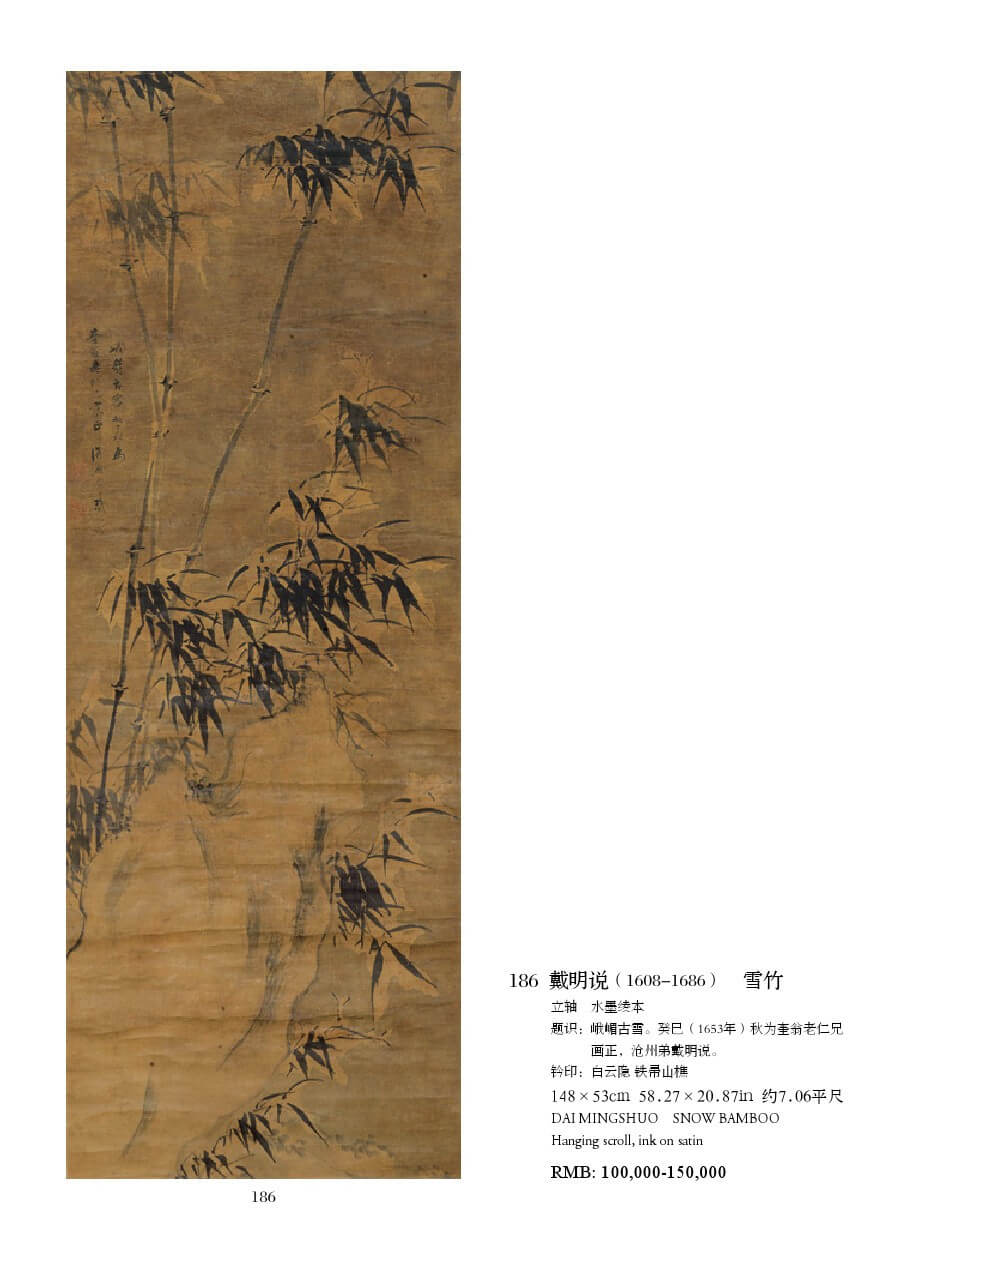 186 戴明说（1608–1686） 雪竹
立轴 水墨绫本
题识：峨嵋古雪。癸巳（1653年）秋为奎翁老仁兄
画正，沧州弟戴明说。
钤印：白云隐 铁帚山樵
148×53cm 58.27×20.87in 约7.06平尺
DAI MINGSHUO SNOW BAMBOO
Hanging scroll, ink on satin
RMB: 100,000-150,000
186